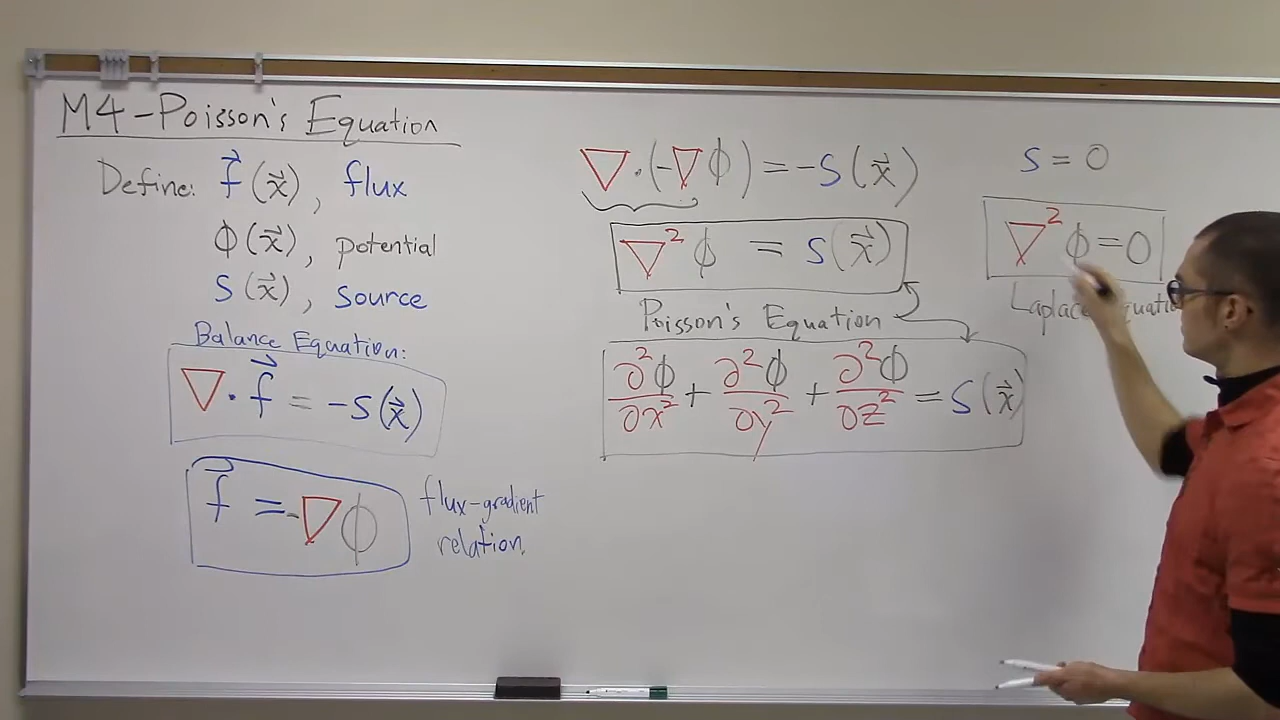 M4-Poisson's Equation
Define: f⃗(x⃗), flux
ϕ(x⃗), potential
S(x⃗), source
Balance Equation:
∇·f⃗ = -S(x⃗)
f⃗ = -∇ϕ
flux-gradient
relation.
∇·(-∇ϕ) = -S(x⃗)
∇²ϕ = S(x⃗)
Poisson's Equation
∂²ϕ/∂x² + ∂²ϕ/∂y² + ∂²ϕ/∂z² = S(x⃗)
S = 0
∇²ϕ = 0